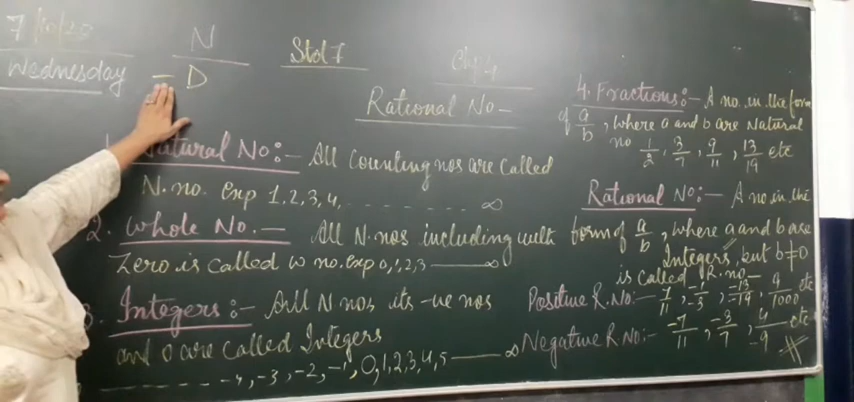 7/10/20
Wednesday
N
- D
Std 7
Chp 4
Rational No-
1. Natural No:- All Counting nos are called
N. no. exp 1, 2, 3, 4, - - - - - - - ∞
2. Whole No.- All N. nos including with
Zero is called w no. exp 0, 1, 2, 3 —— ∞
3. Integers:- All N nos, its -ve nos
and 0 are called Integers
- - - - - - - -4, -3, -2, -1, 0, 1, 2, 3, 4, 5 —— ∞
4. Fractions:- A no. in the form
of a/b, where a and b are Natural
no 1/2, 3/7, 9/11, 13/19 etc
Rational No:- A no. in the
form of a/b, where a and b are
Integers, but b≠0
is called R. no-
Positive R. No:- 7/11, -1/-3, -13/-19, 9/1000 etc
Negative R. No:- -7/11, -3/7, 4/-9 etc